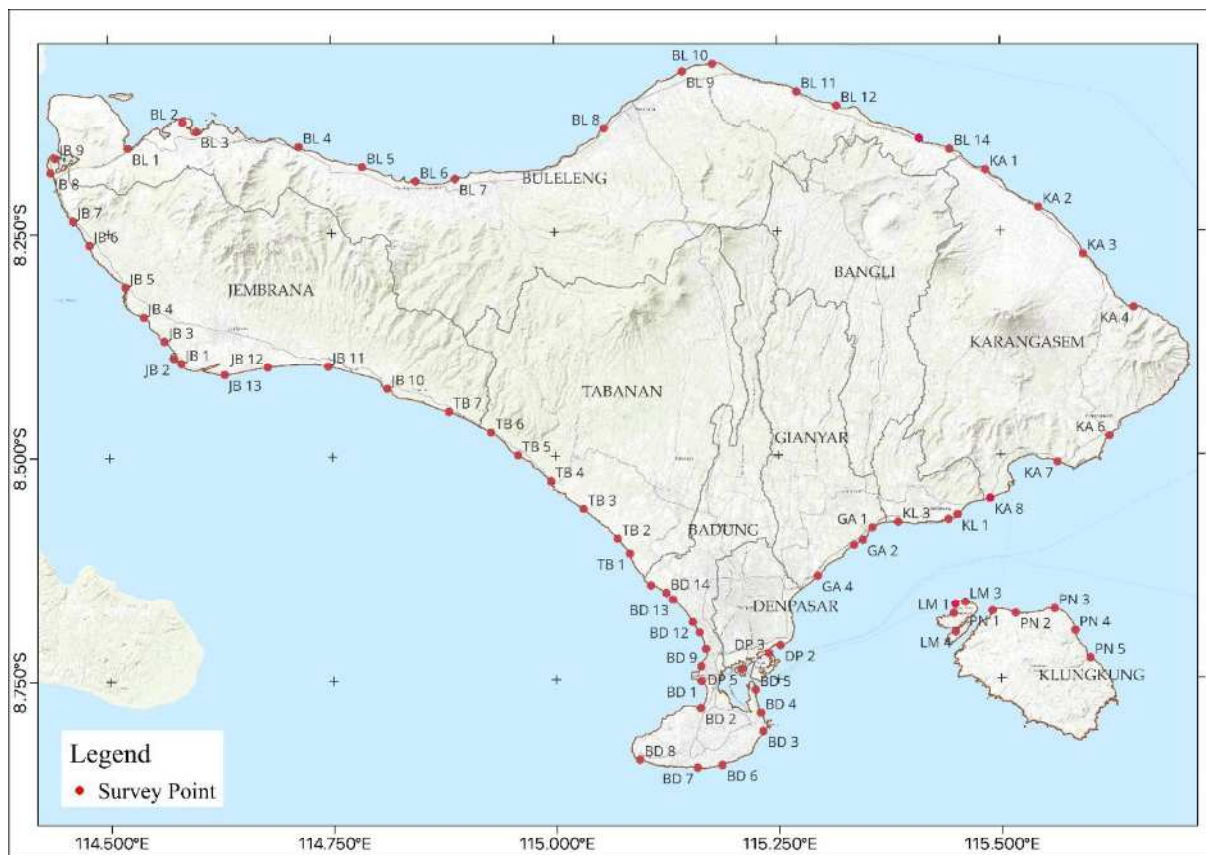 BL 10
BL 9
BL 11
BL 12
BL 2
BL 3
BL 8
BL 4
BL 14
JB 9
BL 1
BL 5
KA 1
JB 8
BL 6
BL 7
BULELENG
KA 2
JB 7
8.250°S
JB 6
KA 3
BANGLI
JB 5
JEMBRANA
JB 4
KA 4
JB 3
KARANGASEM
JB 2
JB 1
JB 12
JB 11
JB 13
JB 10
TABANAN
TB 7
TB 6
GIANYAR
KA 6
8.500°S
TB 5
KA 7
TB 4
TB 3
KA 8
GA 1
KL 3
KL 1
TB 2
BADUNG
GA 2
TB 1
GA 4
BD 14
BD 13
DENPASAR
LM 1
LM 3
PN 3
PN 1
PN 2
PN 4
BD 12
LM 4
DP 3
DP 2
PN 5
BD 9
DP 5
BD 5
KLUNGKUNG
8.750°S
BD 1
BD 2
BD 4
BD 3
Legend
BD 8
BD 7
BD 6
Survey Point
114.500°E
114.750°E
115.000°E
115.250°E
115.500°E